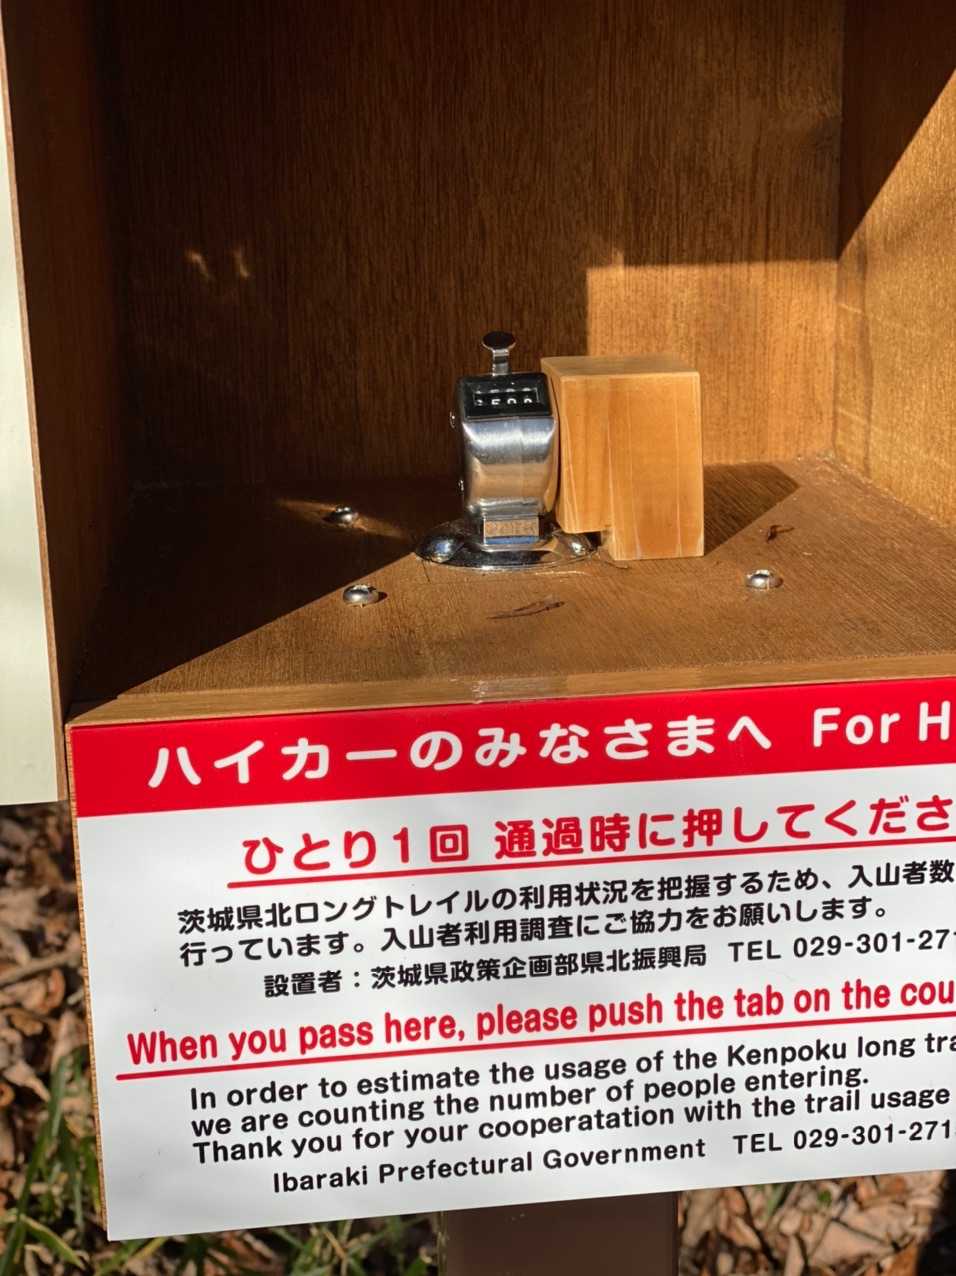 ハイカーのみなさまへ For H
ひとり1回 通過時に押してくださ
茨城県北ロングトレイルの利用状況を把握するため、入山者数
行っています。入山者利用調査にご協力をお願いします。
設置者：茨城県政策企画部県北振興局 TEL 029-301-271
When you pass here, please push the tab on the cou
In order to estimate the usage of the Kenpoku long tra
we are counting the number of people entering.
Thank you for your cooperatation with the trail usage
Ibaraki Prefectural Government TEL 029-301-271